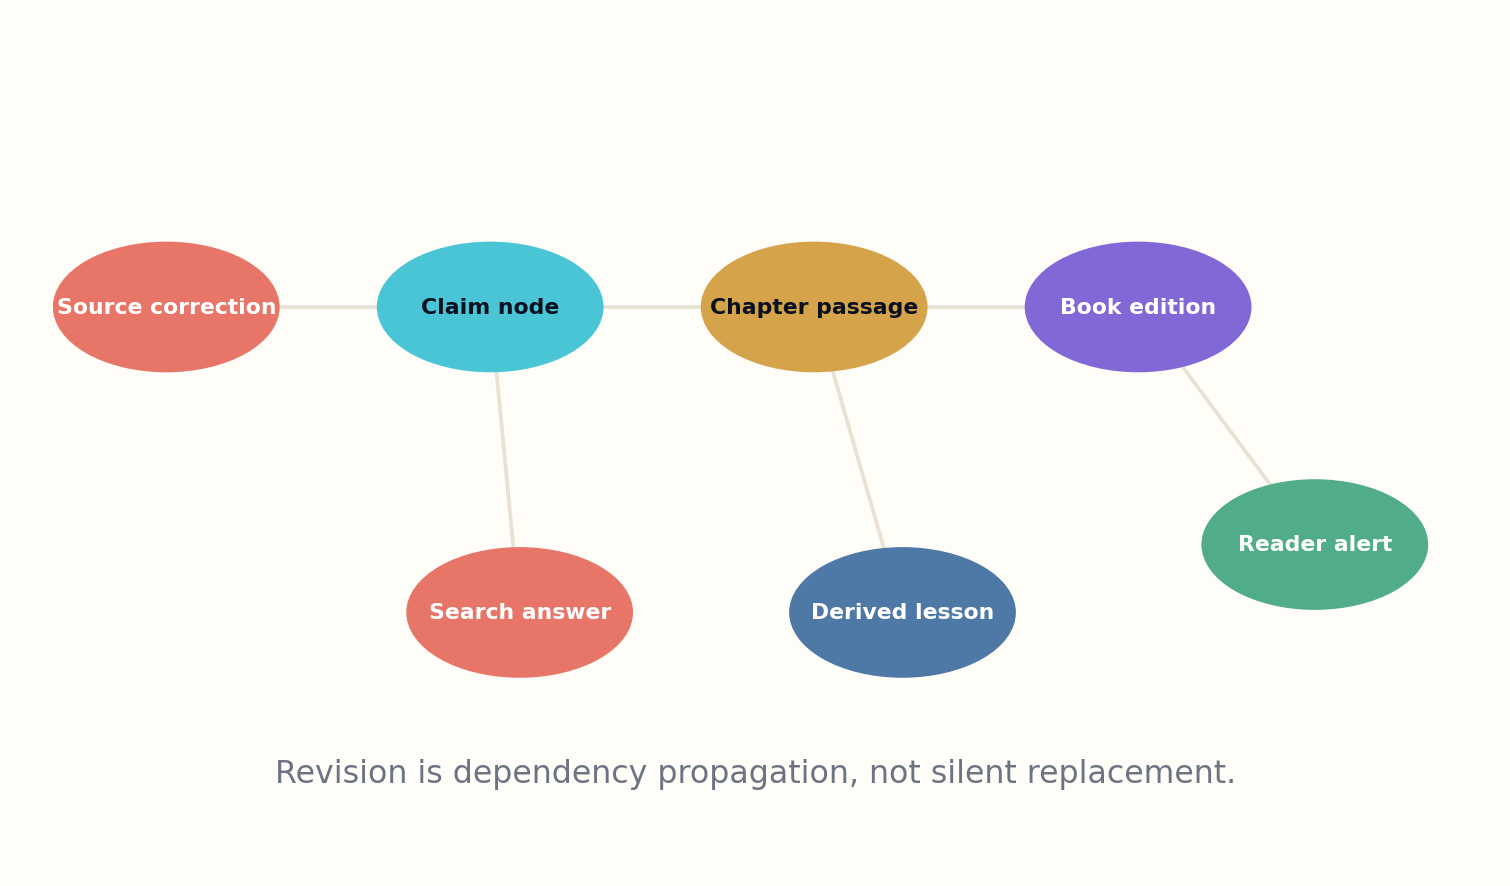 Source correction
Claim node
Chapter passage
Book edition
Reader alert
Search answer
Derived lesson
Revision is dependency propagation, not silent replacement.